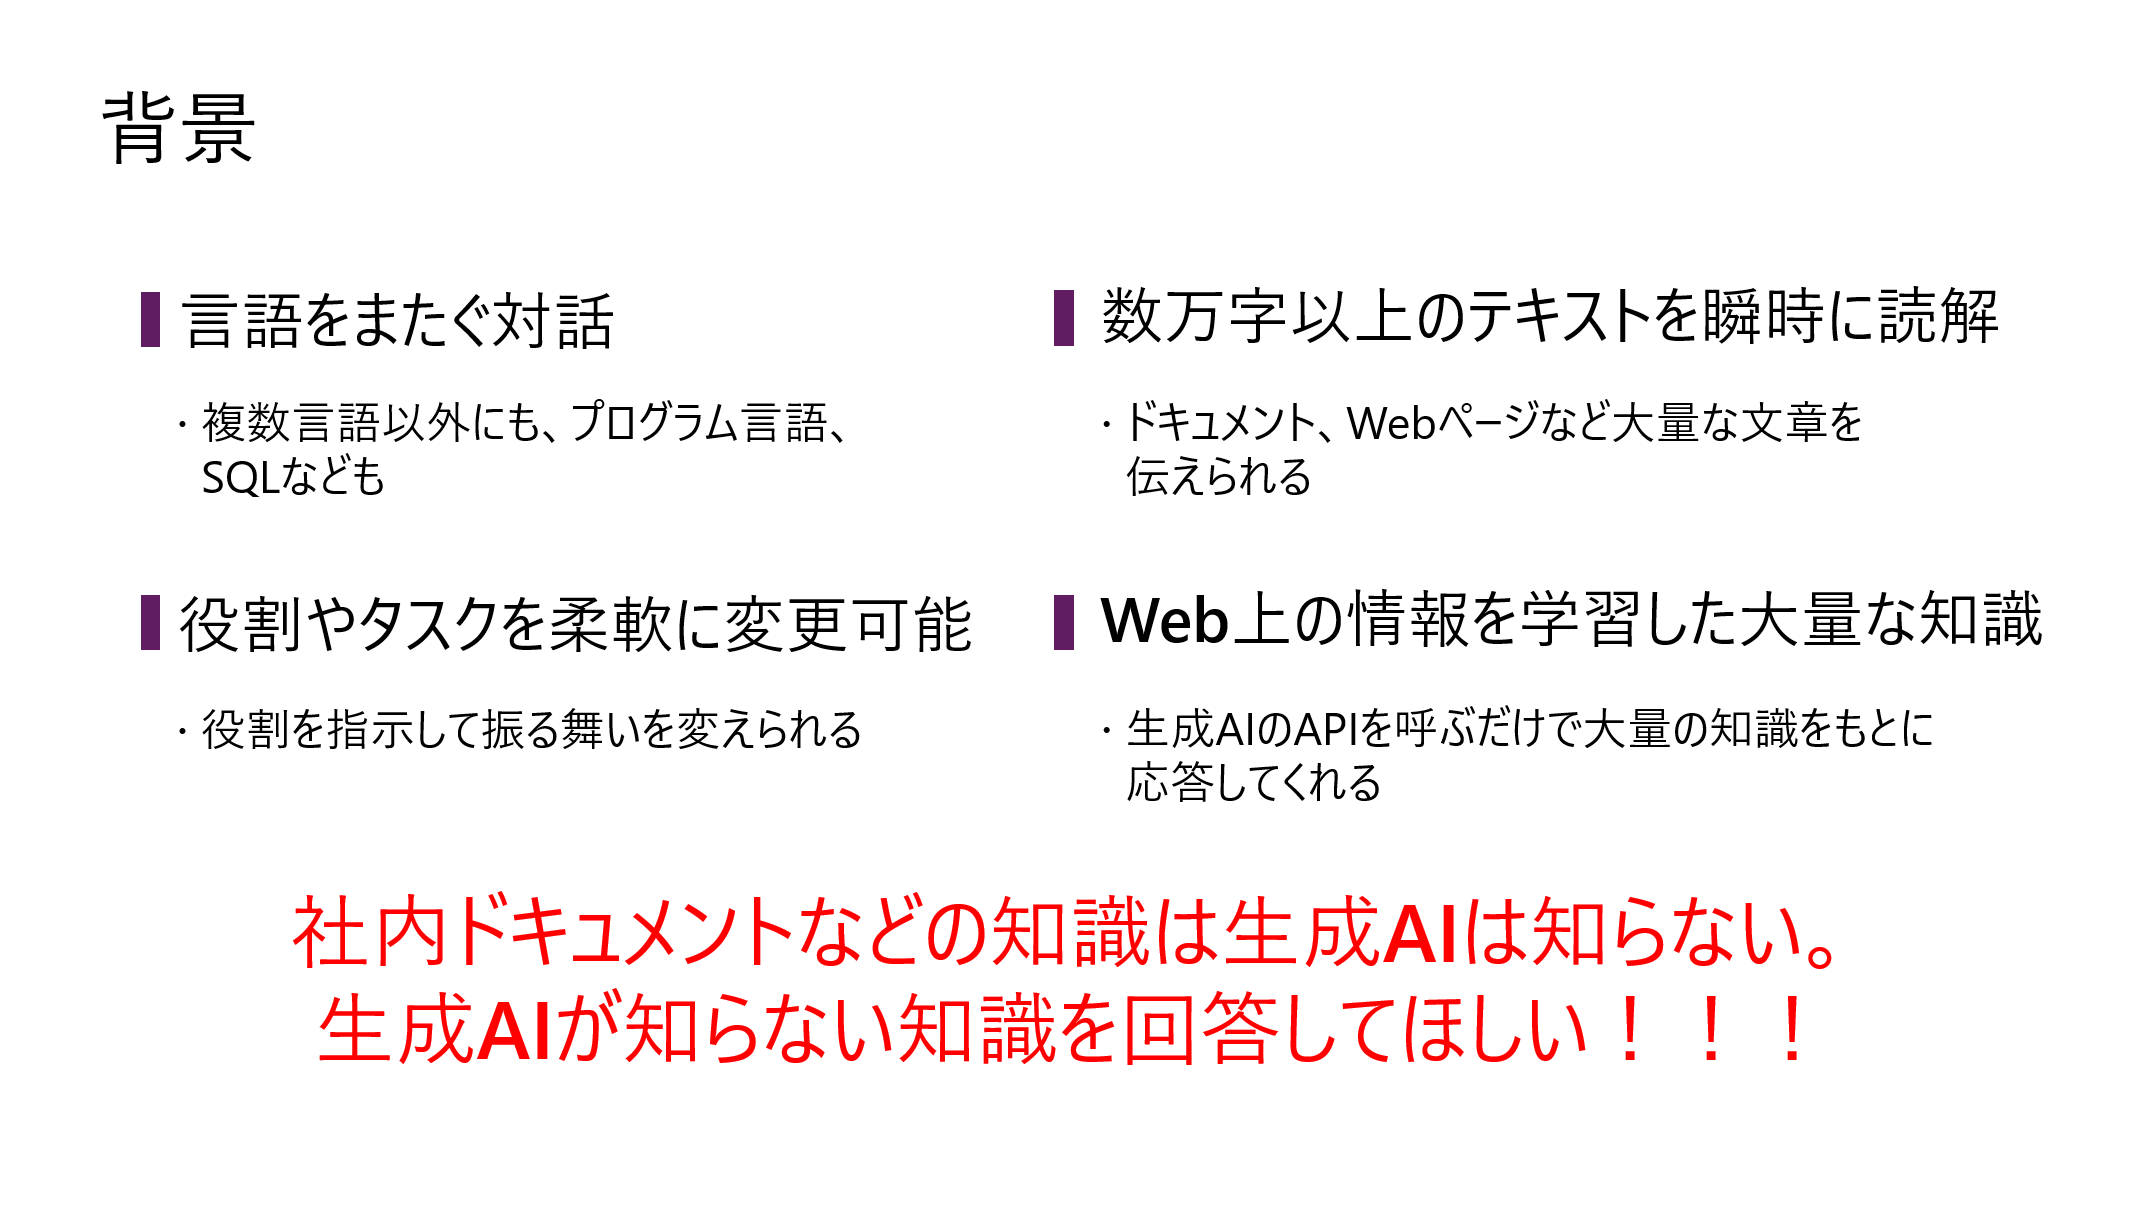 背景
言語をまたぐ対話
・複数言語以外にも、プログラム言語、
SQLなども
数万字以上のテキストを瞬時に読解
・ドキュメント、Webページなど大量な文章を
伝えられる
役割やタスクを柔軟に変更可能
・役割を指示して振る舞いを変えられる
Web上の情報を学習した大量な知識
・生成AIのAPIを呼ぶだけで大量の知識をもとに
応答してくれる
社内ドキュメントなどの知識は生成AIは知らない。
生成AIが知らない知識を回答してほしい！！！